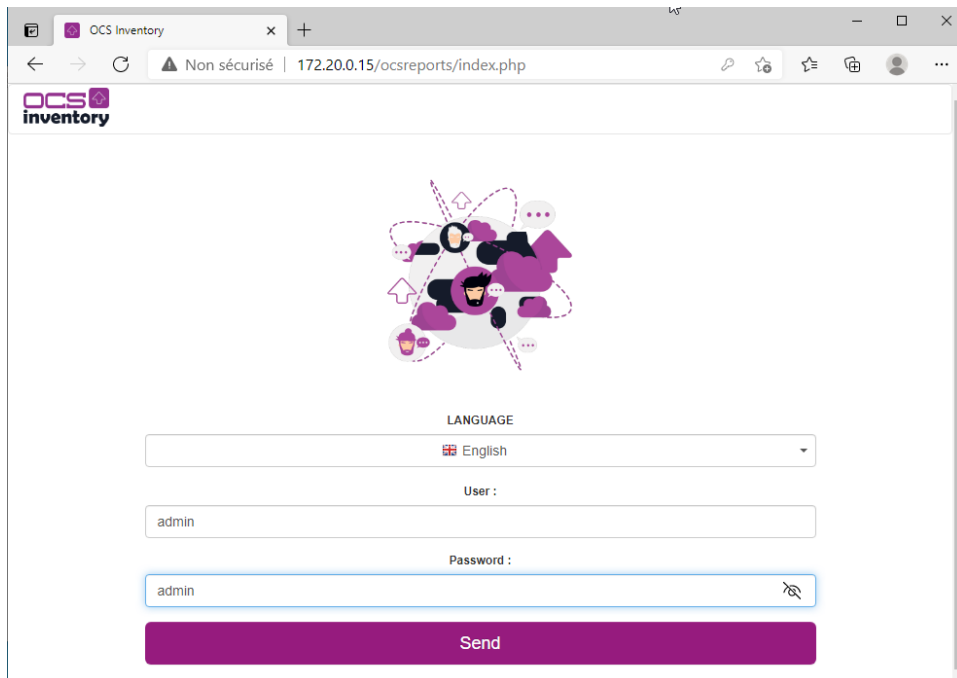 OCS Inventory
Non sécurisé | 172.20.0.15/ocsreports/index.php
OCS
inventory
LANGUAGE
English
User :
admin
Password :
admin
Send